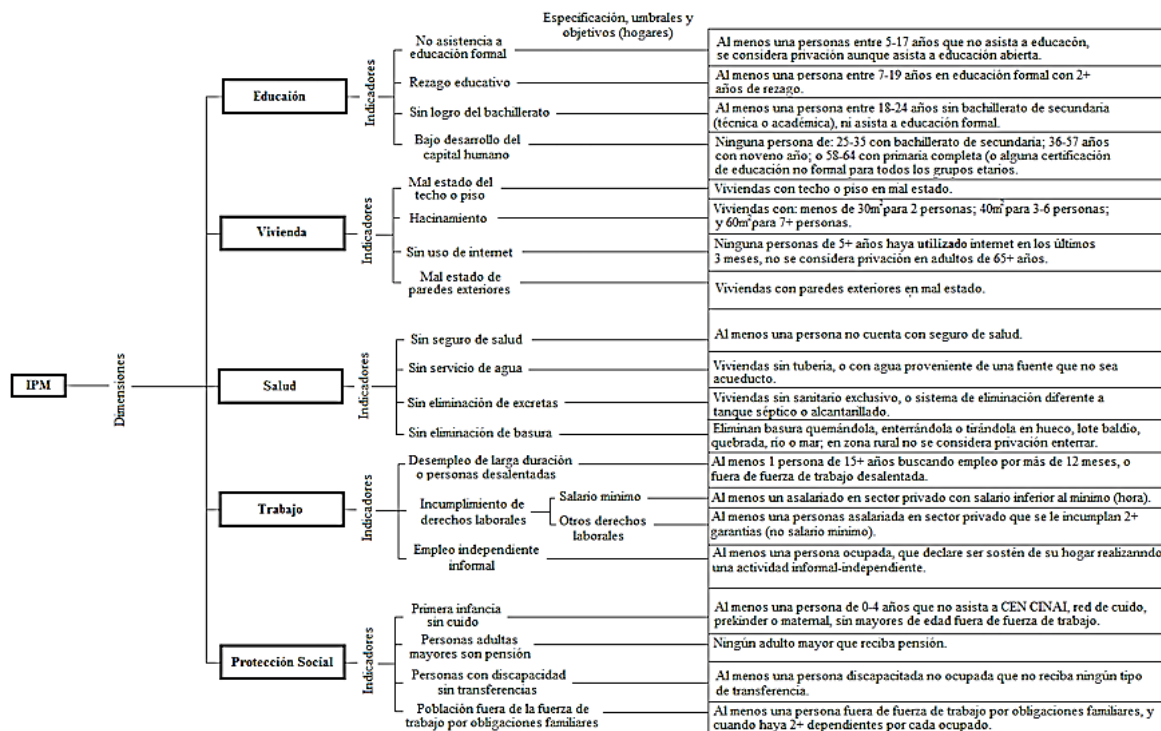 Especificación, umbrales y
objetivos (hogares)
IPM
Dimensiones
Educaión
Indicadores
No asistencia a
educación formal
Al menos una personas entre 5-17 años que no asista a educacón,
se considera privación aunque asista a educación abierta.
Rezago educativo
Al menos una persona entre 7-19 años en educación formal con 2+
años de rezago.
Sin logro del bachillerato
Al menos una persona entre 18-24 años sin bachillerato de secundaria
(técnica o académica), ni asista a educación formal.
Bajo desarrollo del
capital humano
Ninguna persona de: 25-35 con bachillerato de secundaria; 36-57 años
con noveno año; o 58-64 con primaria completa (o alguna certificación
de educación no formal para todos los grupos etarios.
Vivienda
Indicadores
Mal estado del
techo o piso
Viviendas con techo o piso en mal estado.
Hacinamiento
Viviendas con: menos de 30m² para 2 personas; 40m² para 3-6 personas;
y 60m² para 7+ personas.
Sin uso de internet
Ninguna personas de 5+ años haya utilizado internet en los últimos
3 meses, no se considera privación en adultos de 65+ años.
Mal estado de
paredes exteriores
Viviendas con paredes exteriores en mal estado.
Salud
Indicadores
Sin seguro de salud
Al menos una persona no cuenta con seguro de salud.
Sin servicio de agua
Viviendas sin tubería, o con agua proveniente de una fuente que no sea
acueducto.
Sin eliminación de excretas
Viviendas sin sanitario exclusivo, o sistema de eliminación diferente a
tanque séptico o alcantarillado.
Sin eliminación de basura
Eliminan basura quemándola, enterrándola o tirándola en hueco, lote baldío,
quebrada, río o mar; en zona rural no se considera privación enterrar.
Trabajo
Indicadores
Desempleo de larga duración
o personas desalentadas
Al menos 1 persona de 15+ años buscando empleo por más de 12 meses, o
fuera de fuerza de trabajo desalentada.
Incumplimiento de
derechos laborales
Salario mínimo
Al menos un asalariado en sector privado con salario inferior al mínimo (hora).
Otros derechos
laborales
Al menos una personas asalariada en sector privado que se le incumplan 2+
garantías (no salario mínimo).
Empleo independiente
informal
Al menos una persona ocupada, que declare ser sostén de su hogar realizanndo
una actividad informal-independiente.
Protección Social
Indicadores
Primera infancia
sin cuido
Al menos una persona de 0-4 años que no asista a CEN CINAI, red de cuido,
prekinder o maternal, sin mayores de edad fuera de fuerza de trabajo.
Personas adultas
mayores son pensión
Ningún adulto mayor que reciba pensión.
Personas con discapacidad
sin transferencias
Al menos una persona discapacitada no ocupada que no reciba ningún tipo
de transferencia.
Población fuera de la fuerza de
trabajo por obligaciones familiares
Al menos una persona fuera de fuerza de trabajo por obligaciones familiares, y
cuando haya 2+ dependientes por cada ocupado.